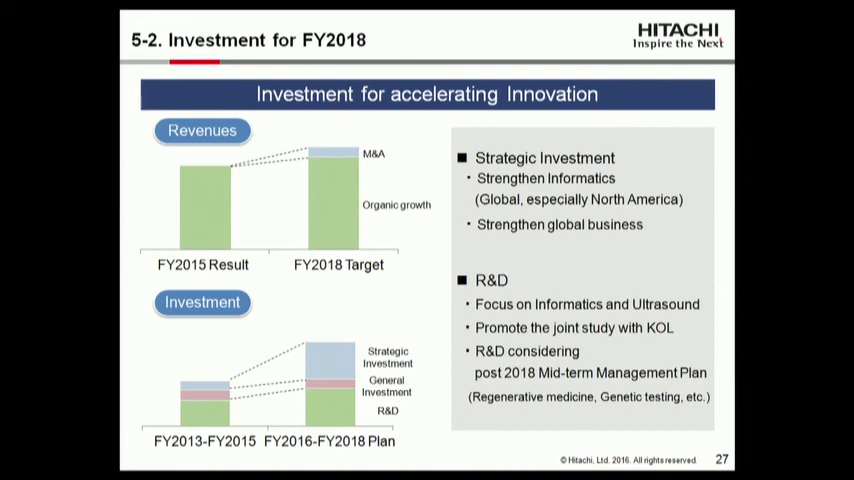 5-2. Investment for FY2018
HITACHI
Inspire the Next
Investment for accelerating Innovation
Revenues
M&A
Organic growth
FY2015 Result
FY2018 Target
Investment
Strategic
Investment
General
Investment
R&D
FY2013-FY2015
FY2016-FY2018 Plan
■ Strategic Investment
・Strengthen Informatics
(Global, especially North America)
・Strengthen global business
■ R&D
・Focus on Informatics and Ultrasound
・Promote the joint study with KOL
・R&D considering
post 2018 Mid-term Management Plan
(Regenerative medicine, Genetic testing, etc.)
© Hitachi, Ltd. 2016. All rights reserved.
27